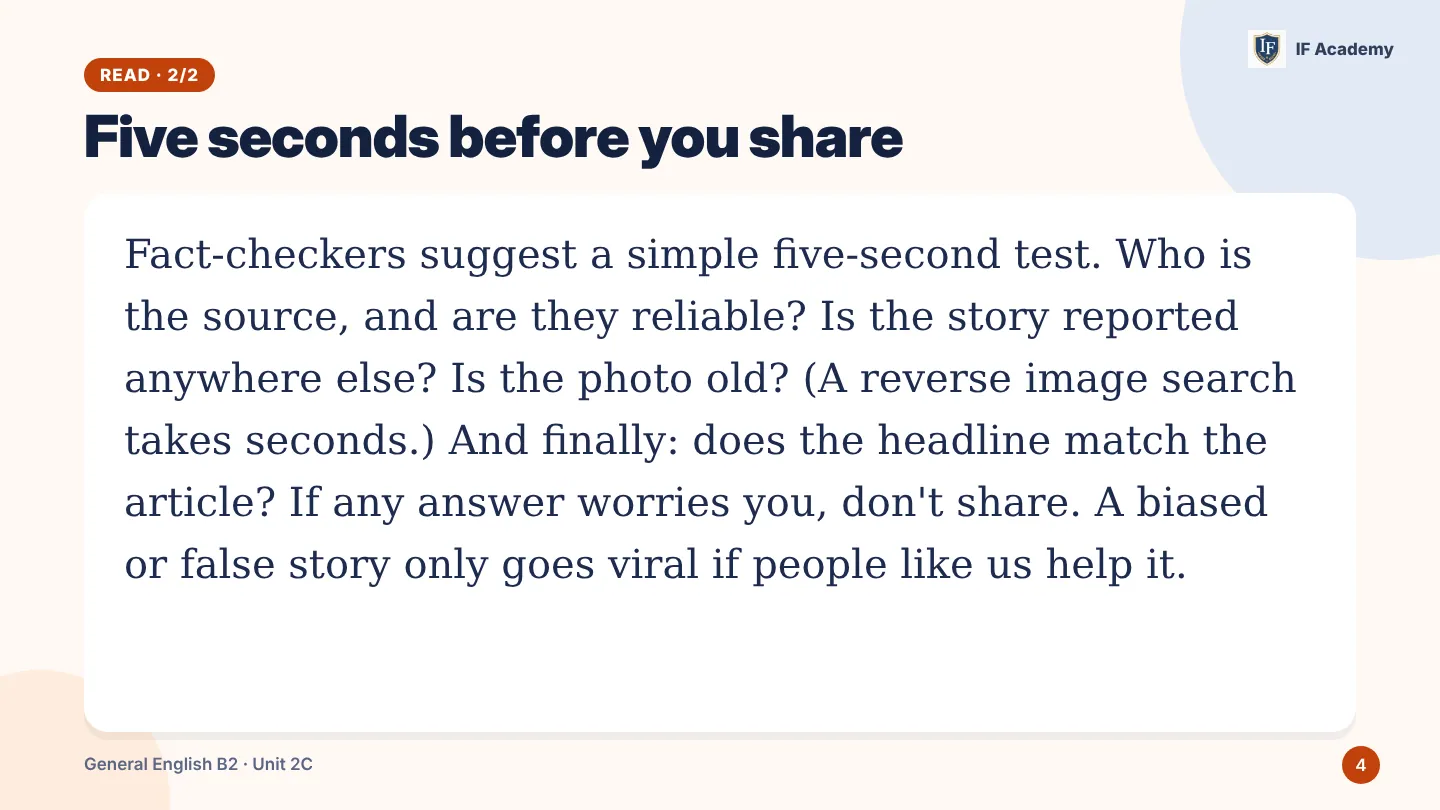 IF
IF Academy
READ · 2/2
Five seconds before you share
Fact-checkers suggest a simple five-second test. Who is
the source, and are they reliable? Is the story reported
anywhere else? Is the photo old? (A reverse image search
takes seconds.) And finally: does the headline match the
article? If any answer worries you, don't share. A biased
or false story only goes viral if people like us help it.
General English B2 · Unit 2C
4